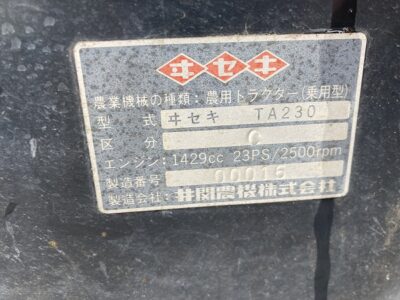 ヰセキ
農業機械の種類：農用トラクター(乗用型)
型式 ヰセキ TA230
区分 C
エンジン：1429cc 23PS/2500rpm
製造番号 00015
製造会社：井関農機株式会社